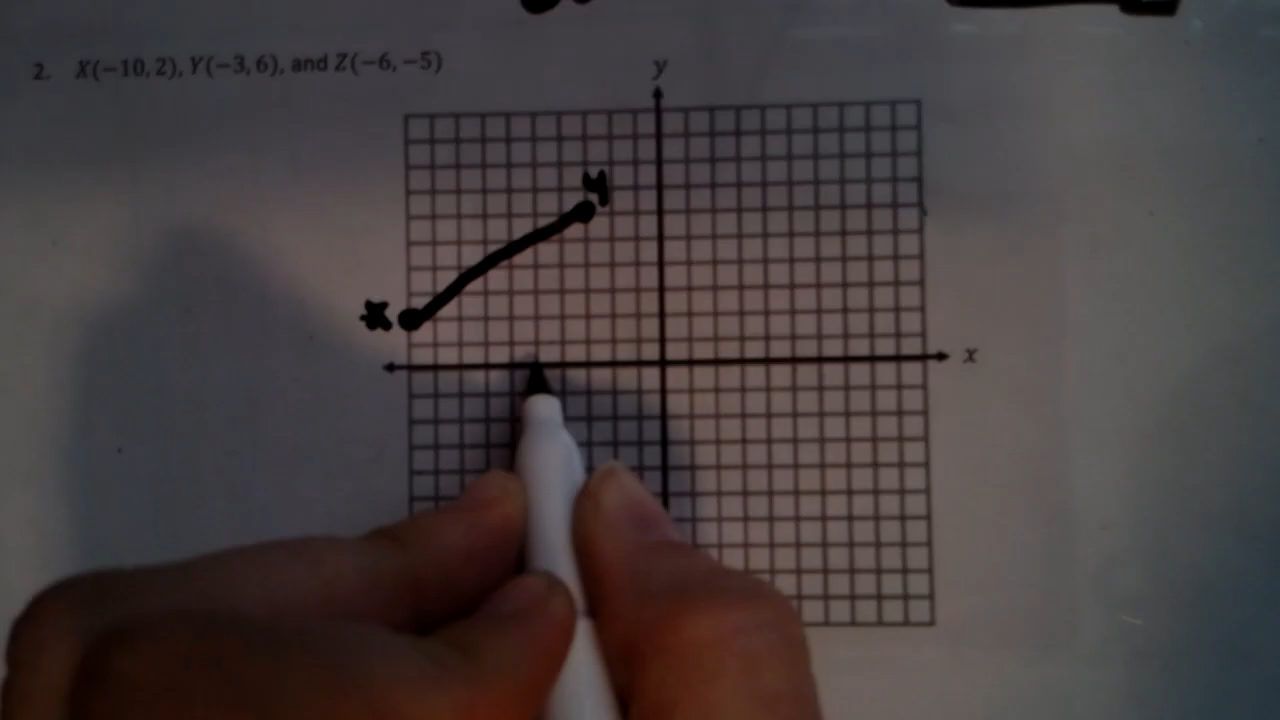 2. X(−10, 2), Y(−3, 6), and Z(−6, −5)
y
Y
X
x